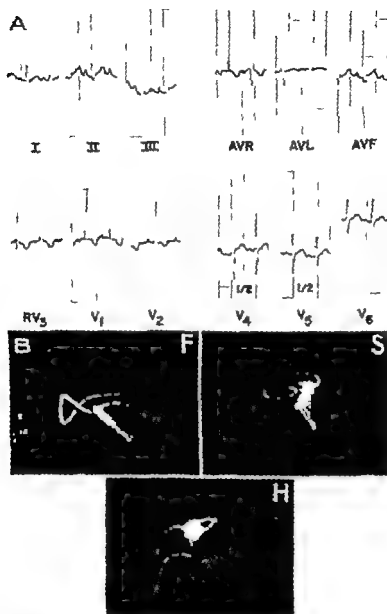 A
I II III AVR AVL AVF
1/2 1/2
RV3 V1 V2 V4 V5 V6
B F S
H